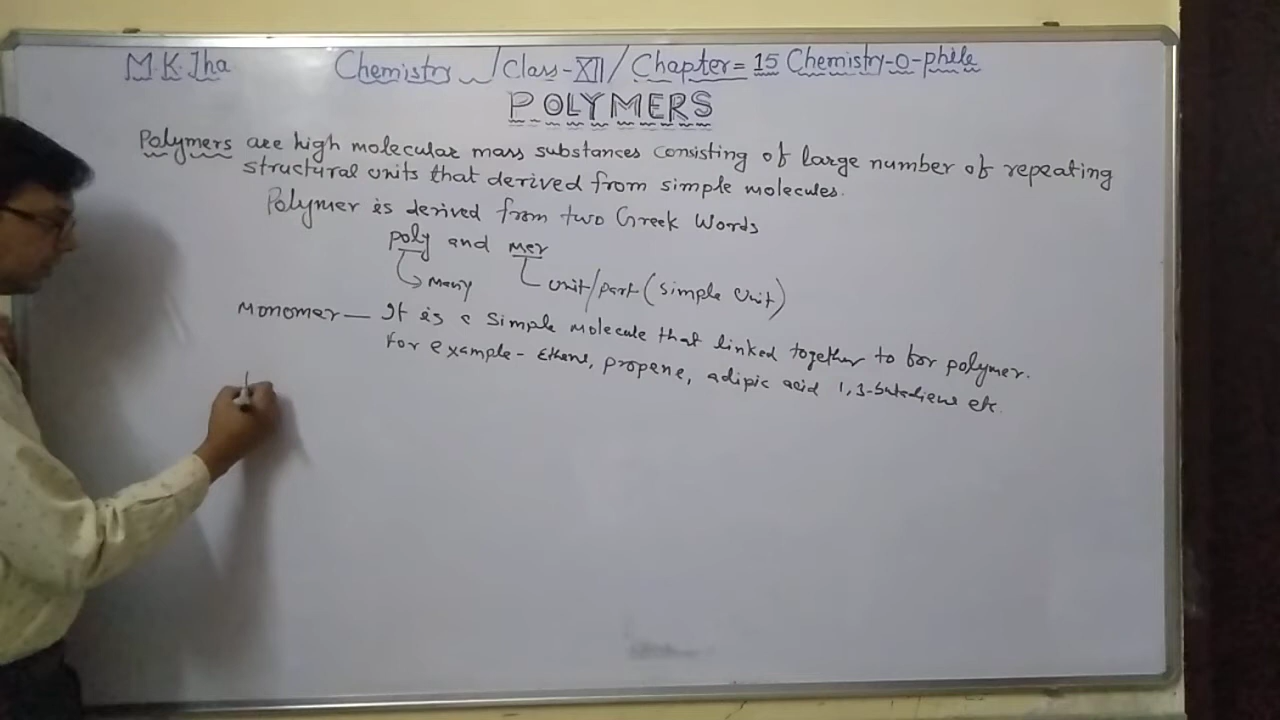 M.K.Jha Chemistry /Class-XII/ Chapter=15 Chemistry-o-phile
POLYMERS
Polymers are high molecular mass substances consisting of large number of repeating
structural units that derived from simple molecules.
Polymer is derived from two Greek Words
poly and mer
many unit/part (simple unit)
Monomer — It is a simple molecule that linked together to for polymer.
For example - Ethene, propene, adipic acid 1,3-butadiene etc.